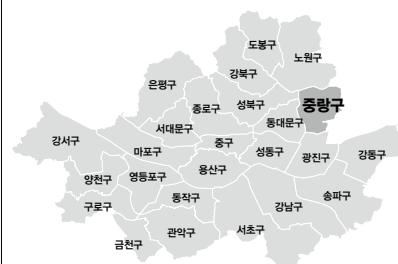 도봉구
노원구
강북구
은평구
중랑구
종로구
성북구
동대문구
서대문구
강서구
중구
마포구
성동구
광진구
강동구
용산구
양천구
영등포구
동작구
송파구
구로구
강남구
서초구
관악구
금천구